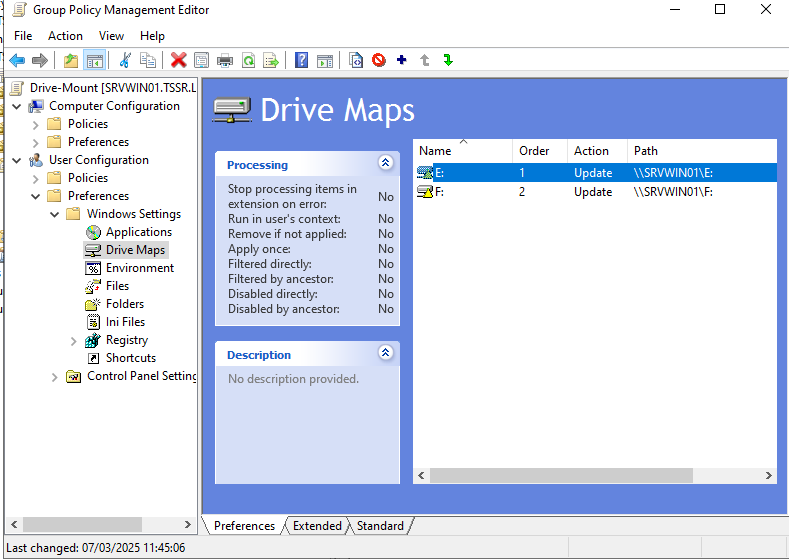 Group Policy Management Editor
File Action View Help
Drive-Mount [SRVWIN01.TSSR.L
Computer Configuration
Policies
Preferences
User Configuration
Policies
Preferences
Windows Settings
Applications
Drive Maps
Environment
Files
Folders
Ini Files
Registry
Shortcuts
Control Panel Setting
Drive Maps
Processing
Stop processing items in
extension on error: No
Run in user's context: No
Remove if not applied: No
Apply once: No
Filtered directly: No
Filtered by ancestor: No
Disabled directly: No
Disabled by ancestor: No
Description
No description provided.
Name Order Action Path
E: 1 Update \\SRVWIN01\E:
F: 2 Update \\SRVWIN01\F:
Preferences Extended Standard
Last changed: 07/03/2025 11:45:06